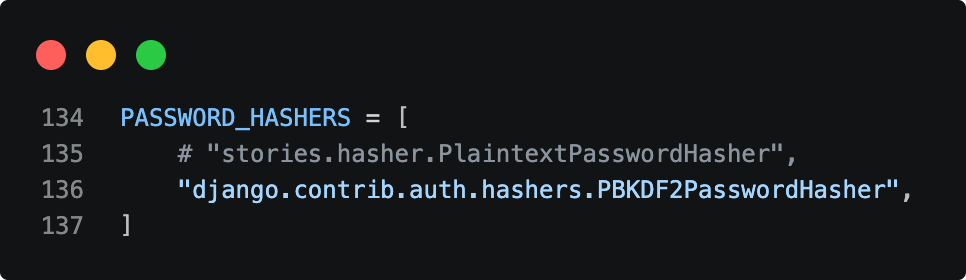 134 PASSWORD_HASHERS = [
135     # "stories.hasher.PlaintextPasswordHasher",
136     "django.contrib.auth.hashers.PBKDF2PasswordHasher",
137 ]